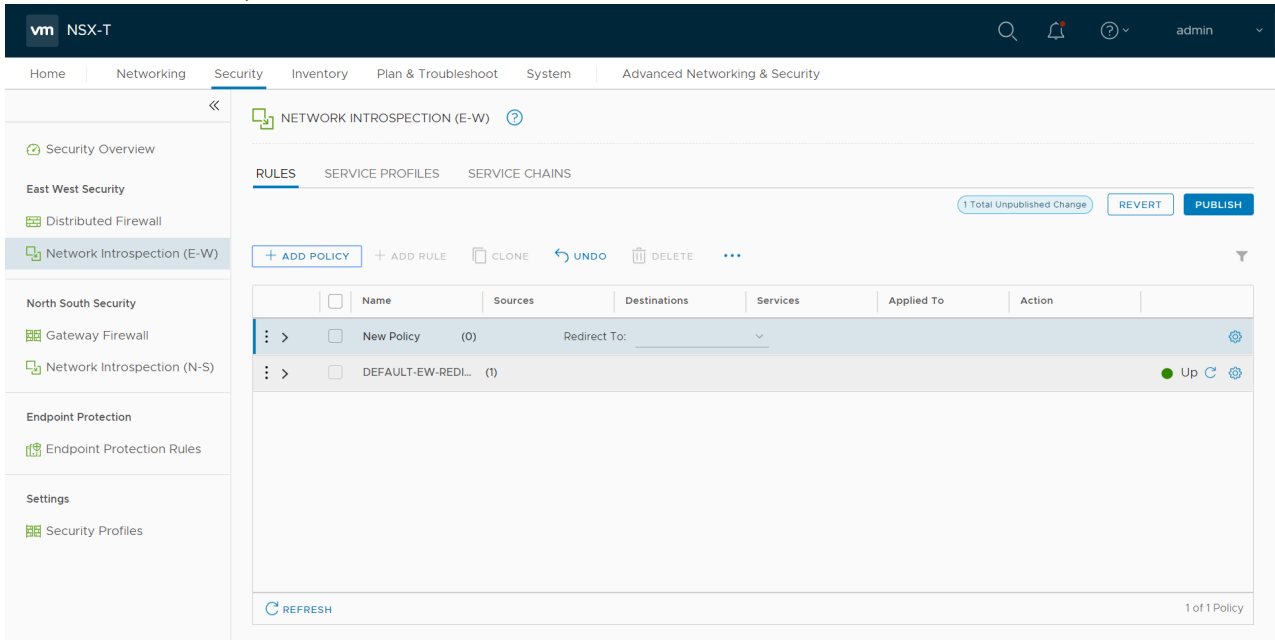 vm NSX-T
admin
Home Networking Security Inventory Plan & Troubleshoot System Advanced Networking & Security
NETWORK INTROSPECTION (E-W)
Security Overview
East West Security
Distributed Firewall
Network Introspection (E-W)
North South Security
Gateway Firewall
Network Introspection (N-S)
Endpoint Protection
Endpoint Protection Rules
Settings
Security Profiles
RULES SERVICE PROFILES SERVICE CHAINS
1 Total Unpublished Change REVERT PUBLISH
+ ADD POLICY + ADD RULE CLONE UNDO DELETE ...
Name Sources Destinations Services Applied To Action
New Policy (0) Redirect To:
DEFAULT-EW-REDI... (1) Up
REFRESH 1 of 1 Policy